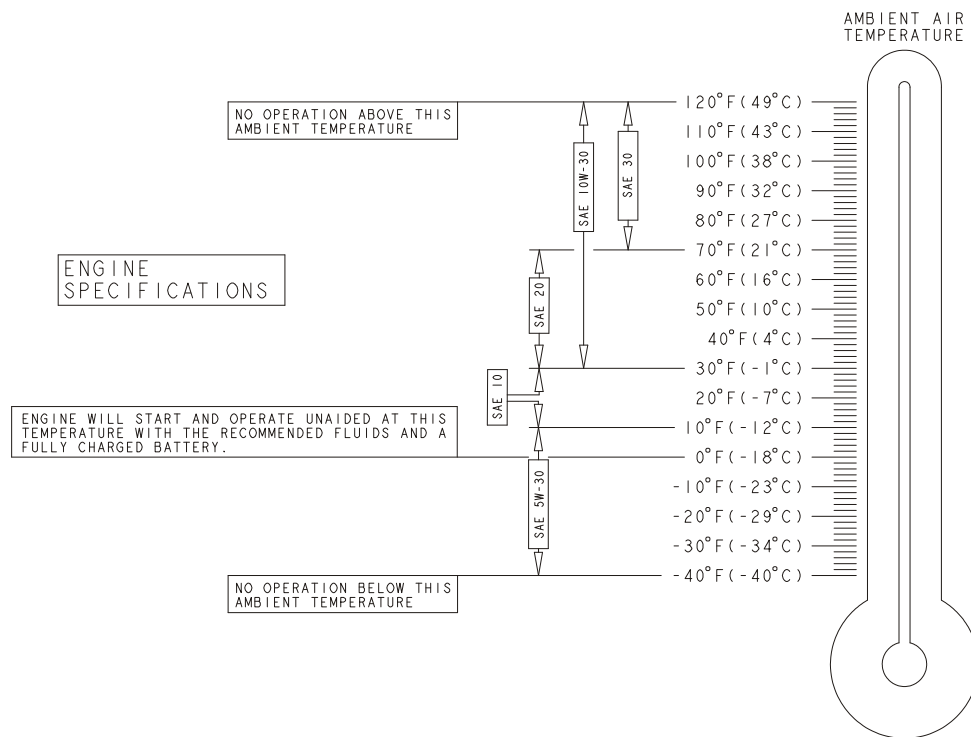 AMBIENT AIR
TEMPERATURE
120°F(49°C)
NO OPERATION ABOVE THIS
AMBIENT TEMPERATURE
110°F(43°C)
SAE 10W-30
SAE 30
100°F(38°C)
90°F(32°C)
80°F(27°C)
70°F(21°C)
ENGINE
SPECIFICATIONS
60°F(16°C)
SAE 20
50°F(10°C)
40°F(4°C)
30°F(-1°C)
SAE 10
20°F(-7°C)
ENGINE WILL START AND OPERATE UNAIDED AT THIS
TEMPERATURE WITH THE RECOMMENDED FLUIDS AND A
FULLY CHARGED BATTERY.
10°F(-12°C)
0°F(-18°C)
SAE 5W-30
-10°F(-23°C)
-20°F(-29°C)
-30°F(-34°C)
-40°F(-40°C)
NO OPERATION BELOW THIS
AMBIENT TEMPERATURE